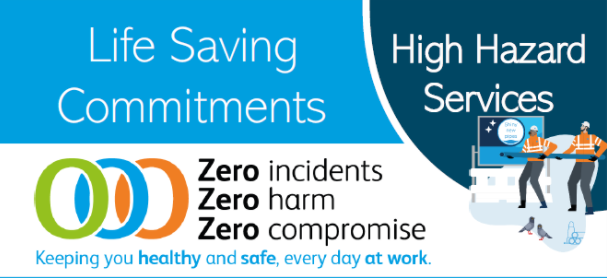 Life Saving
Commitments
High Hazard
Services
Zero incidents
Zero harm
Zero compromise
Keeping you healthy and safe, every day at work.